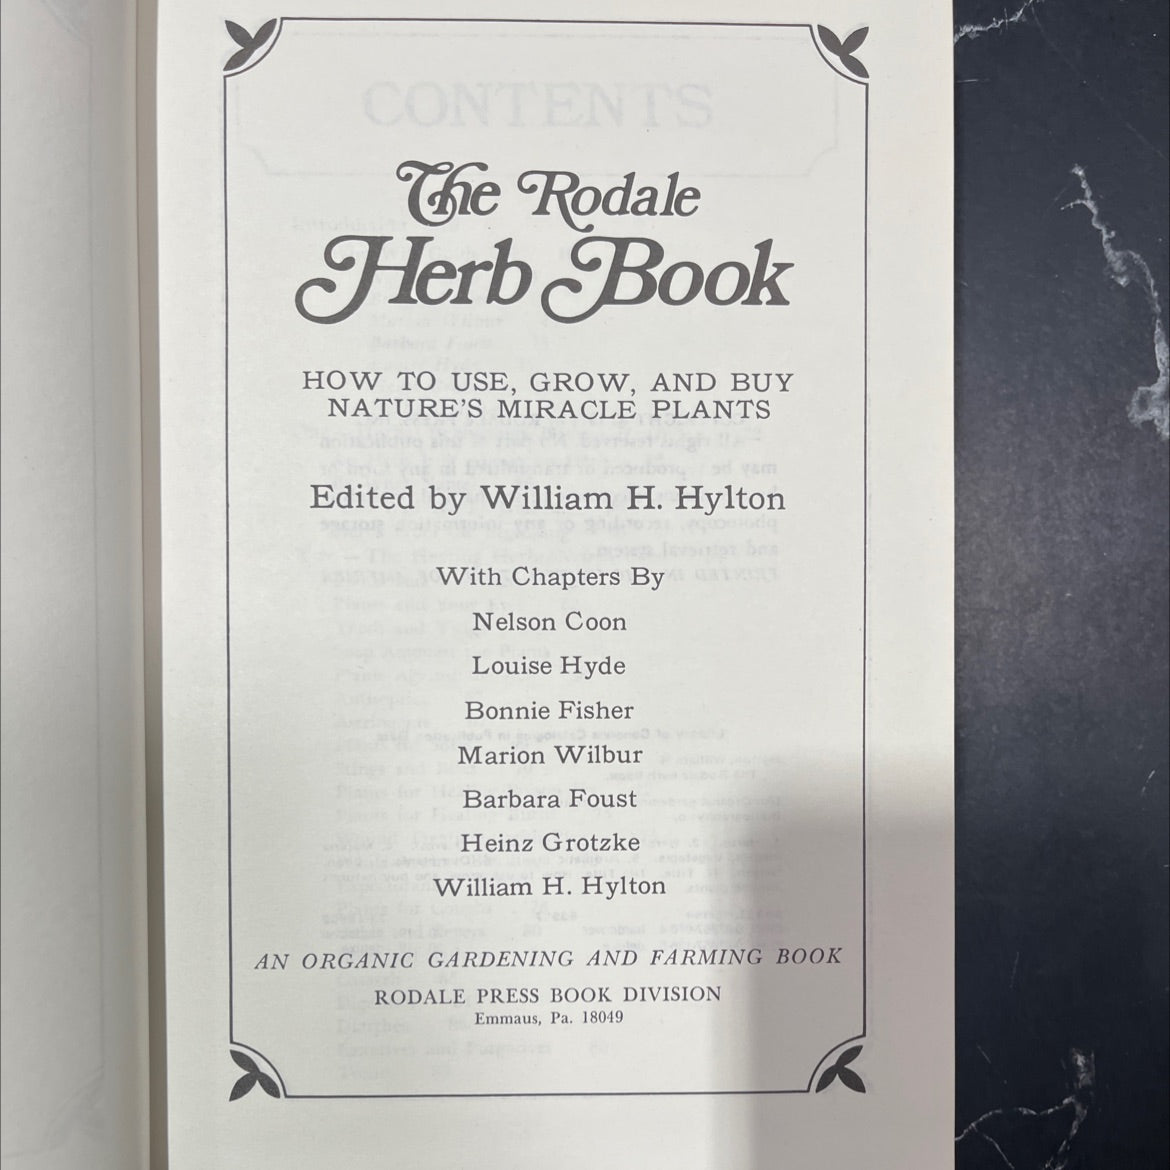 CONTENTS
The Rodale
Herb Book
HOW TO USE, GROW, AND BUY
NATURE'S MIRACLE PLANTS
Edited by William H. Hylton
With Chapters By
Nelson Coon
Louise Hyde
Bonnie Fisher
Marion Wilbur
Barbara Foust
Heinz Grotzke
William H. Hylton
AN ORGANIC GARDENING AND FARMING BOOK
RODALE PRESS BOOK DIVISION
Emmaus, Pa. 18049